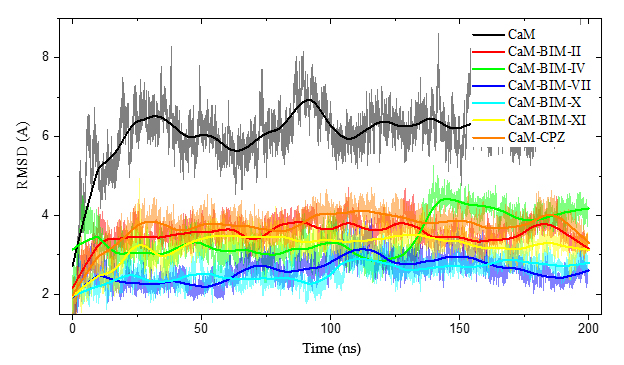 8
6
4
2
RMSD (A)
CaM
CaM-BIM-II
CaM-BIM-IV
CaM-BIM-VII
CaM-BIM-X
CaM-BIM-XI
CaM-CPZ
0 50 100 150 200
Time (ns)